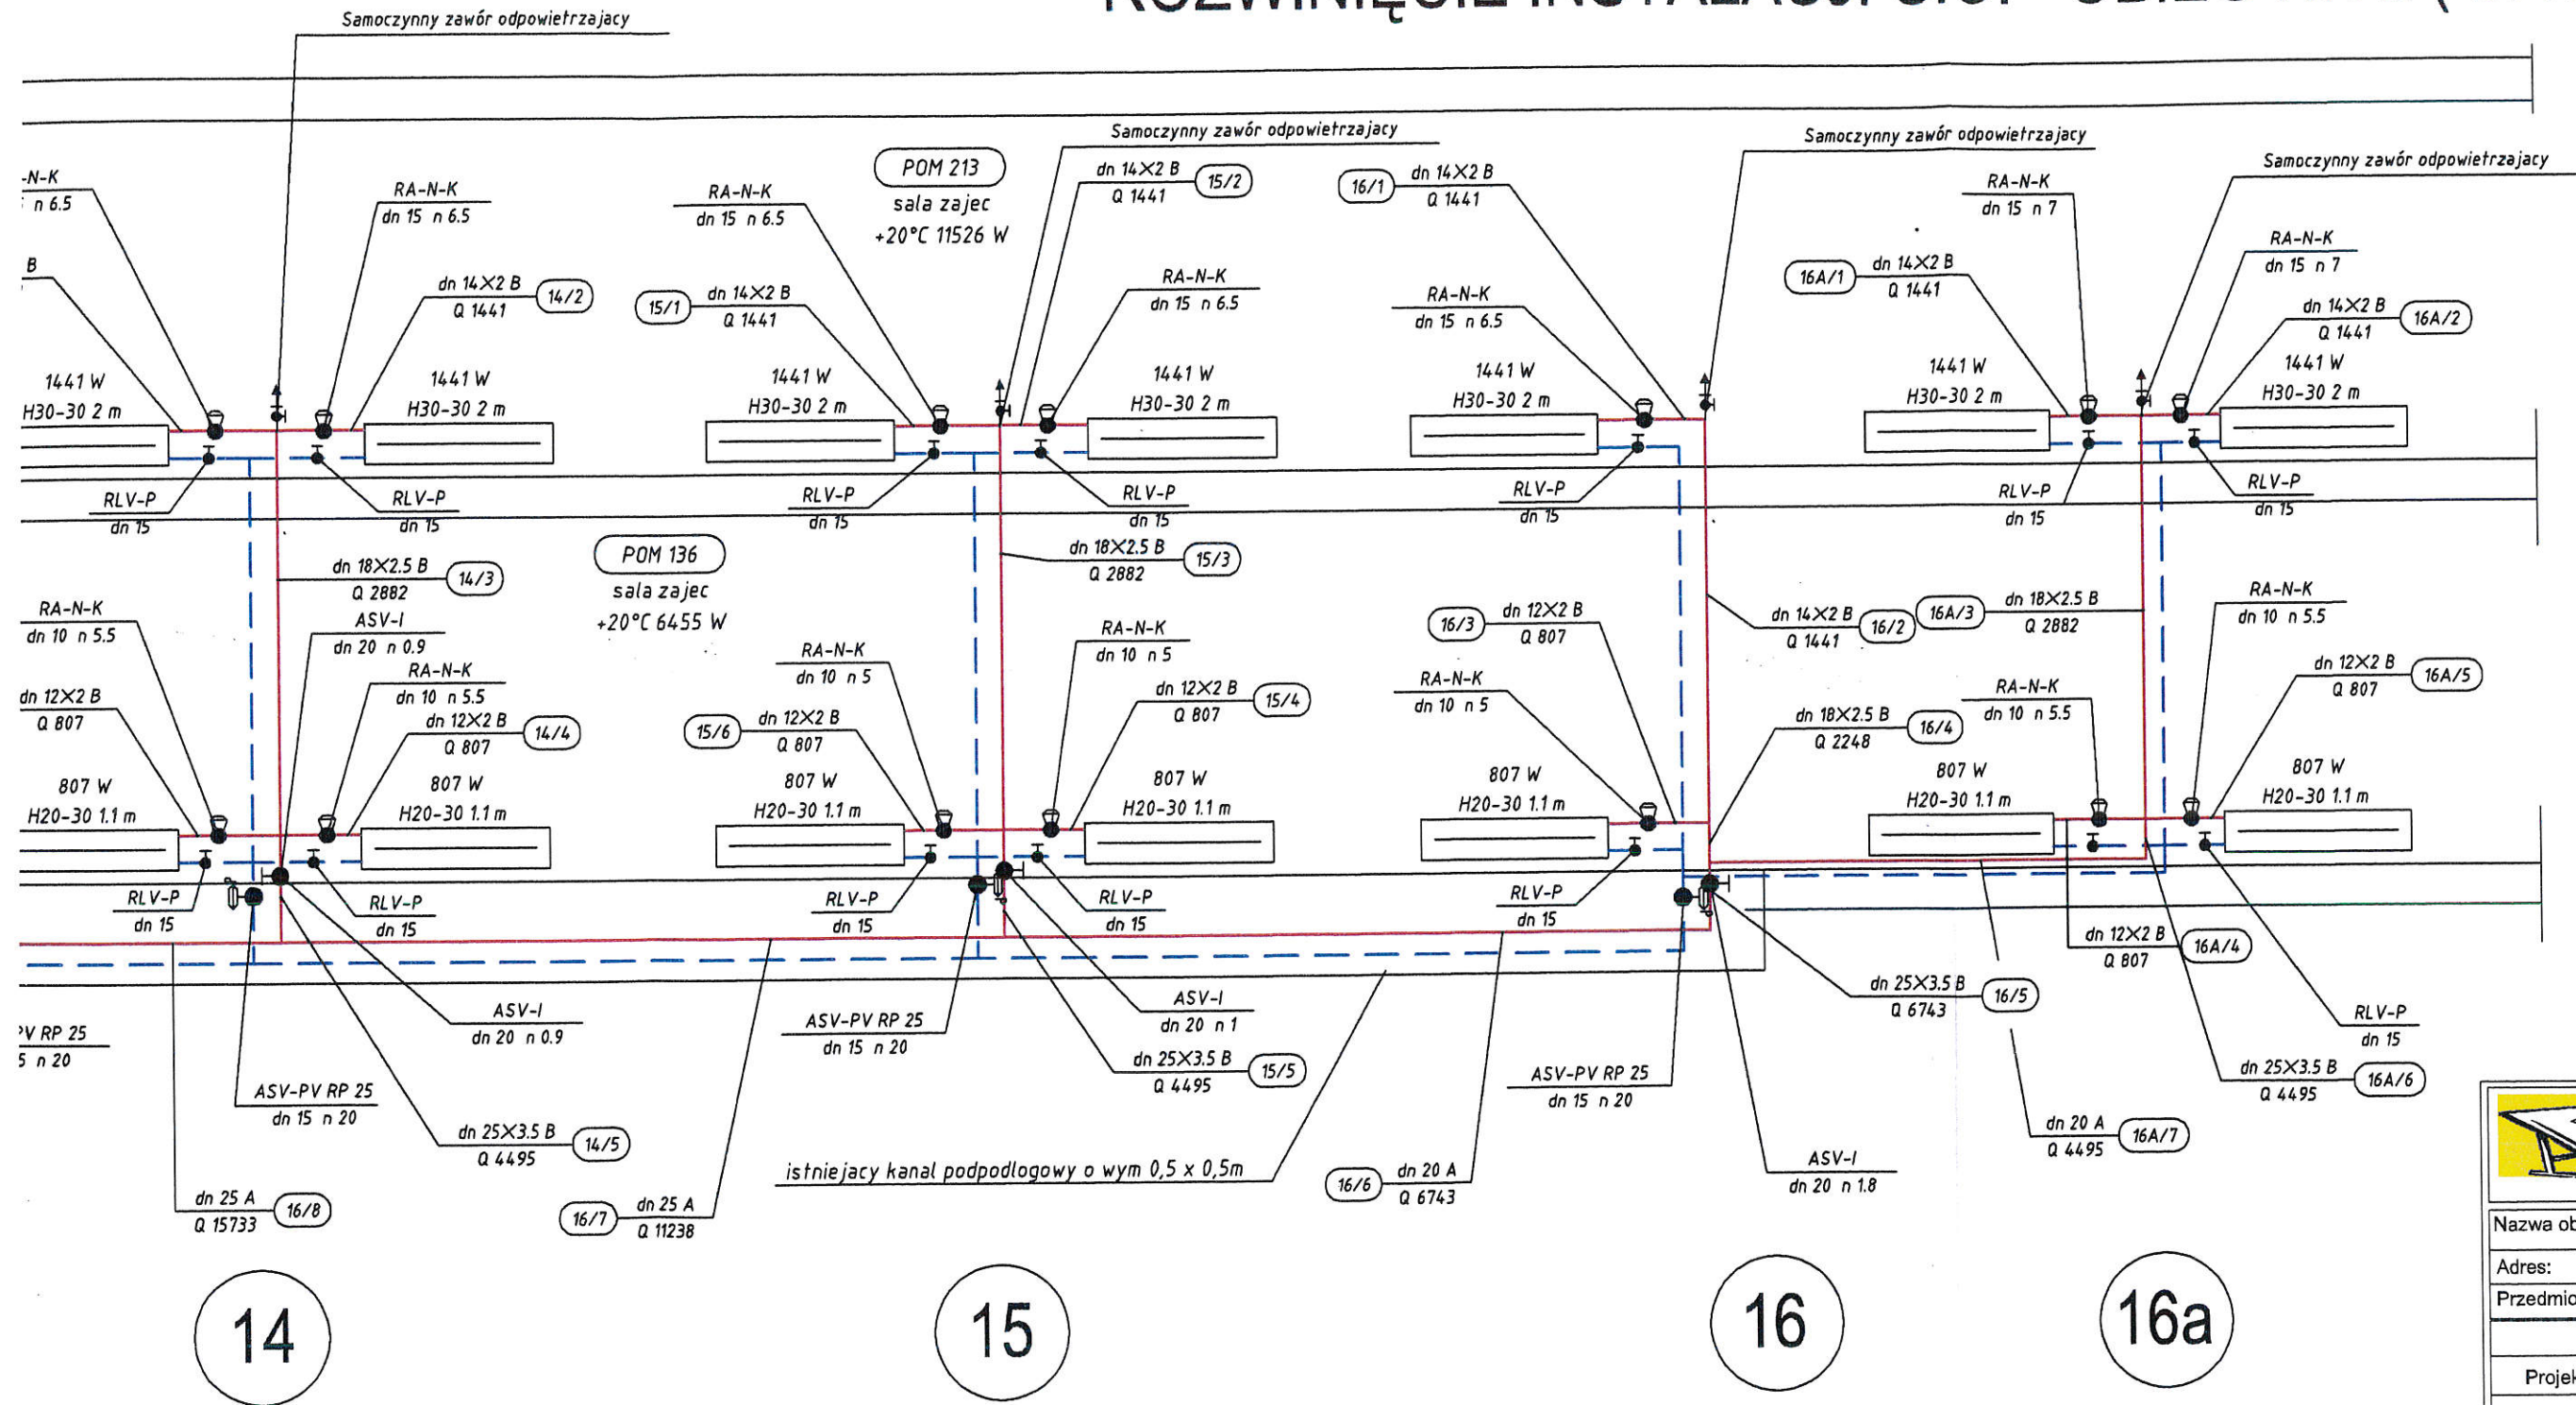 Samoczynny zawór odpowietrzajacy
Samoczynny zawór odpowietrzajacy
Samoczynny zawór odpowietrzajacy
Samoczynny zawór odpowietrzajacy
-N-K
n 6.5
RA-N-K
dn 15 n 6.5
RA-N-K
dn 15 n 6.5
POM 213
sala zajec
+20°C 11526 W
dn 14X2 B
Q 1441
15/2
16/1
dn 14X2 B
Q 1441
RA-N-K
dn 15 n 7
RA-N-K
dn 15 n 7
B
dn 14X2 B
Q 1441
14/2
15/1
dn 14X2 B
Q 1441
RA-N-K
dn 15 n 6.5
RA-N-K
dn 15 n 6.5
16A/1
dn 14X2 B
Q 1441
dn 14X2 B
Q 1441
16A/2
1441 W
H30-30 2 m
1441 W
H30-30 2 m
1441 W
H30-30 2 m
1441 W
H30-30 2 m
1441 W
H30-30 2 m
1441 W
H30-30 2 m
1441 W
H30-30 2 m
RLV-P
dn 15
RLV-P
dn 15
RLV-P
dn 15
RLV-P
dn 15
RLV-P
dn 15
RLV-P
dn 15
RLV-P
dn 15
dn 18X2.5 B
Q 2882
14/3
POM 136
sala zajec
+20°C 6455 W
dn 18X2.5 B
Q 2882
15/3
RA-N-K
dn 10 n 5.5
ASV-I
dn 20 n 0.9
RA-N-K
dn 10 n 5.5
RA-N-K
dn 10 n 5
RA-N-K
dn 10 n 5
16/3
dn 12X2 B
Q 807
dn 14X2 B
Q 1441
16/2
16A/3
dn 18X2.5 B
Q 2882
RA-N-K
dn 10 n 5.5
dn 12X2 B
Q 807
dn 12X2 B
Q 807
14/4
15/6
dn 12X2 B
Q 807
dn 12X2 B
Q 807
15/4
RA-N-K
dn 10 n 5
dn 18X2.5 B
Q 2248
16/4
RA-N-K
dn 10 n 5.5
dn 12X2 B
Q 807
16A/5
807 W
H20-30 1.1 m
807 W
H20-30 1.1 m
807 W
H20-30 1.1 m
807 W
H20-30 1.1 m
807 W
H20-30 1.1 m
807 W
H20-30 1.1 m
807 W
H20-30 1.1 m
RLV-P
dn 15
RLV-P
dn 15
RLV-P
dn 15
RLV-P
dn 15
RLV-P
dn 15
dn 12X2 B
Q 807
16A/4
RP 25
n 20
ASV-I
dn 20 n 0.9
ASV-PV RP 25
dn 15 n 20
ASV-I
dn 20 n 1
dn 25X3.5 B
Q 6743
16/5
RLV-P
dn 15
ASV-PV RP 25
dn 15 n 20
dn 25X3.5 B
Q 4495
15/5
ASV-PV RP 25
dn 15 n 20
dn 25X3.5 B
Q 4495
16A/6
dn 25X3.5 B
Q 4495
14/5
istniejacy kanal podpodlogowy o wym 0,5 x 0,5m
dn 20 A
Q 4495
16A/7
dn 25 A
Q 15733
16/8
16/7
dn 25 A
Q 11238
16/6
dn 20 A
Q 6743
ASV-I
dn 20 n 1.8
14
15
16
16a
Nazwa
Adres: